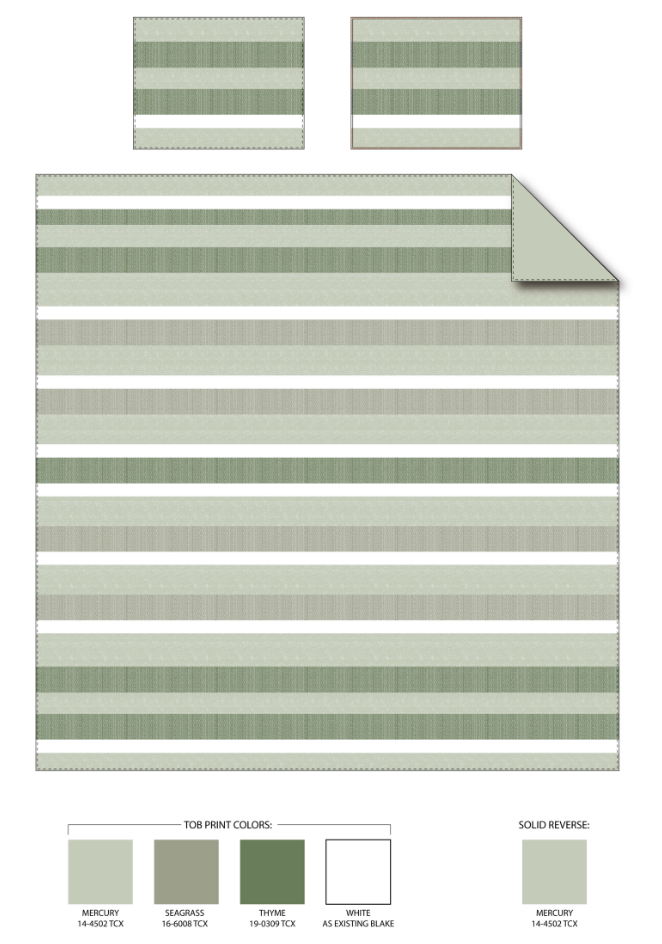 TOB PRINT COLORS:
SOLID REVERSE:
MERCURY
14-4502 TCX
SEAGRASS
16-6008 TCX
THYME
19-0309 TCX
WHITE
AS EXISTING BLAKE
MERCURY
14-4502 TCX